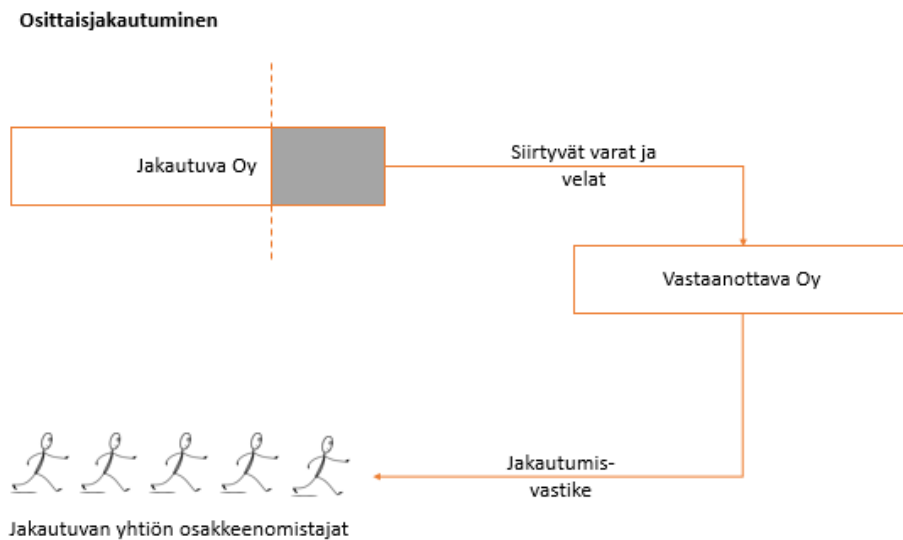 Osittaisjakautuminen
Jakautuva Oy
Siirtyvät varat ja
velat
Vastaanottava Oy
Jakautumis-
vastike
Jakautuvan yhtiön osakkeenomistajat